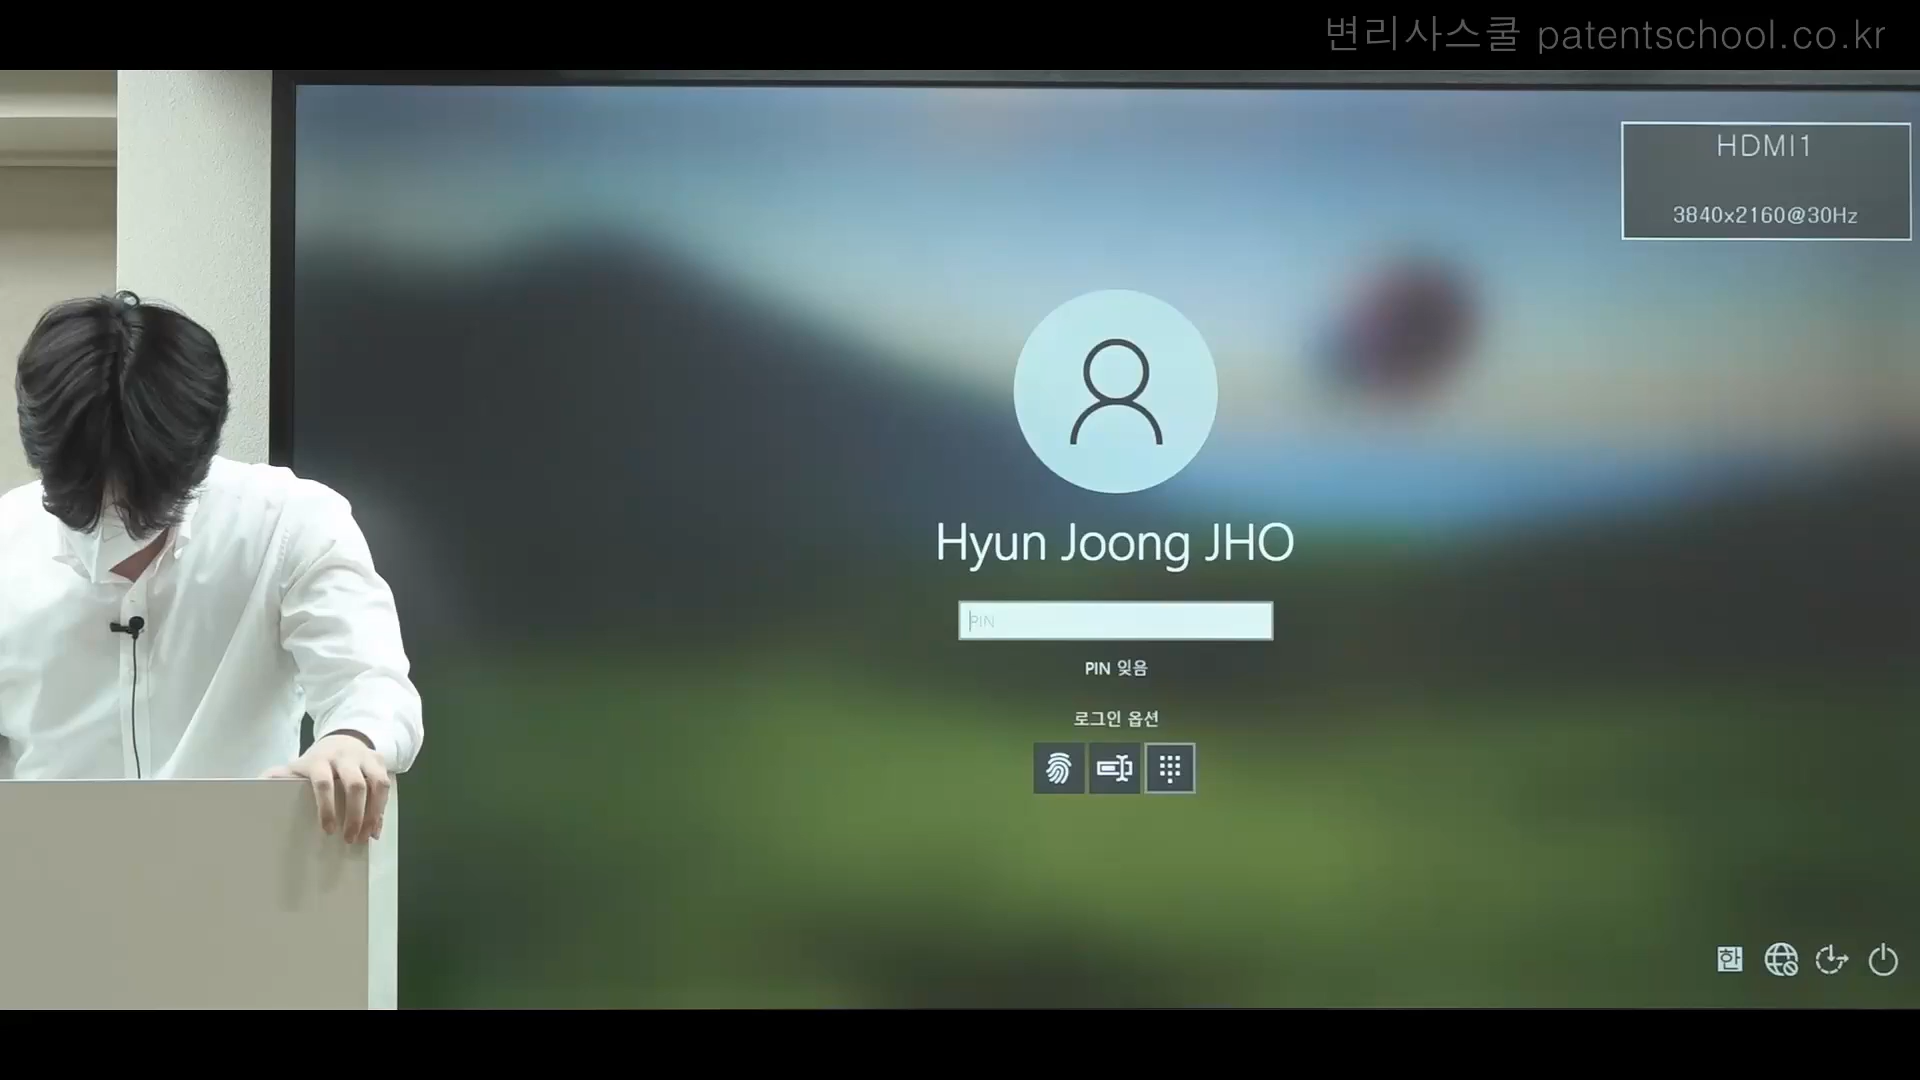 변리사스쿨 patentschool.co.kr
HDMI1
3840x2160@30Hz
Hyun Joong JHO
PIN
PIN 잊음
로그인 옵션
한